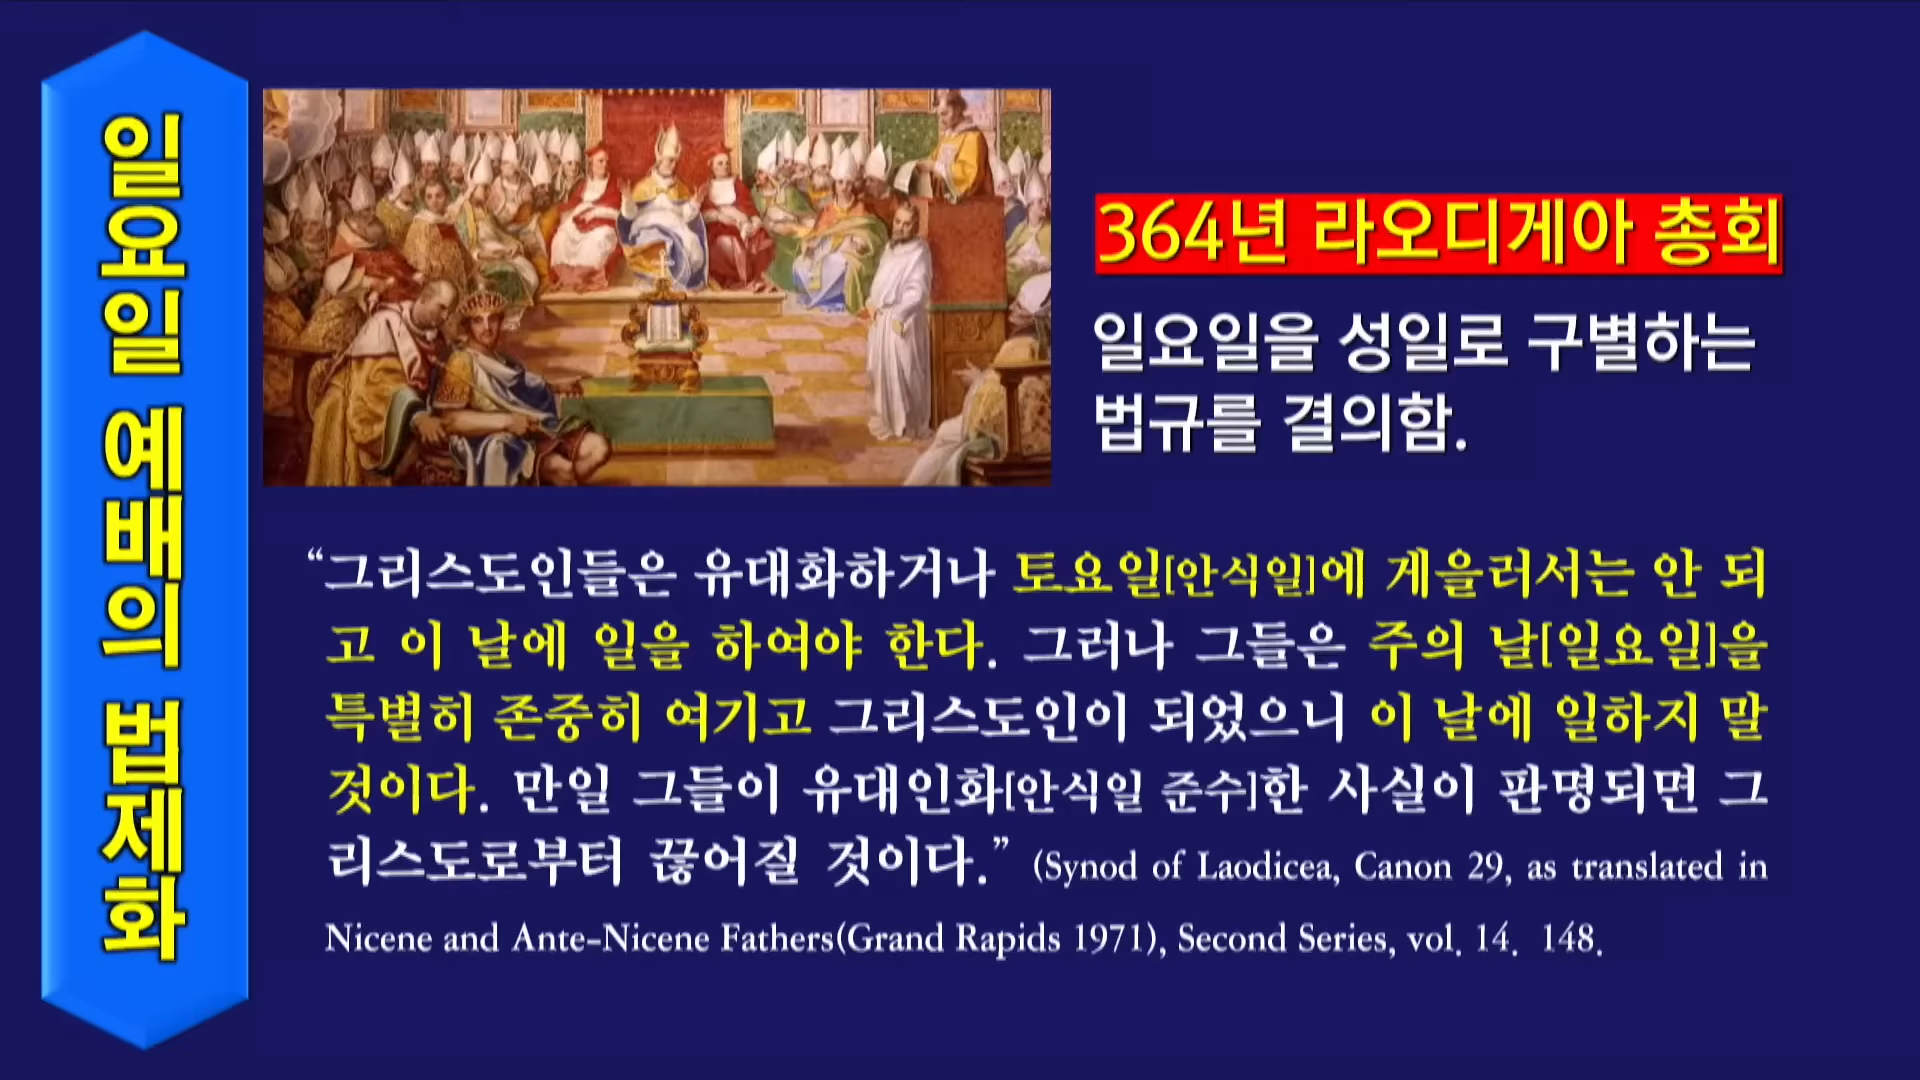 일요일 예배의 법제화
364년 라오디게아 총회
일요일을 성일로 구별하는
법규를 결의함.
“그리스도인들은 유대화하거나 토요일[안식일]에 게을러서는 안 되
고 이 날에 일을 하여야 한다. 그러나 그들은 주의 날[일요일]을
특별히 존중히 여기고 그리스도인이 되었으니 이 날에 일하지 말
것이다. 만일 그들이 유대인화[안식일 준수]한 사실이 판명되면 그
리스도로부터 끊어질 것이다.” (Synod of Laodicea, Canon 29, as translated in
Nicene and Ante-Nicene Fathers(Grand Rapids 1971), Second Series, vol. 14. 148.